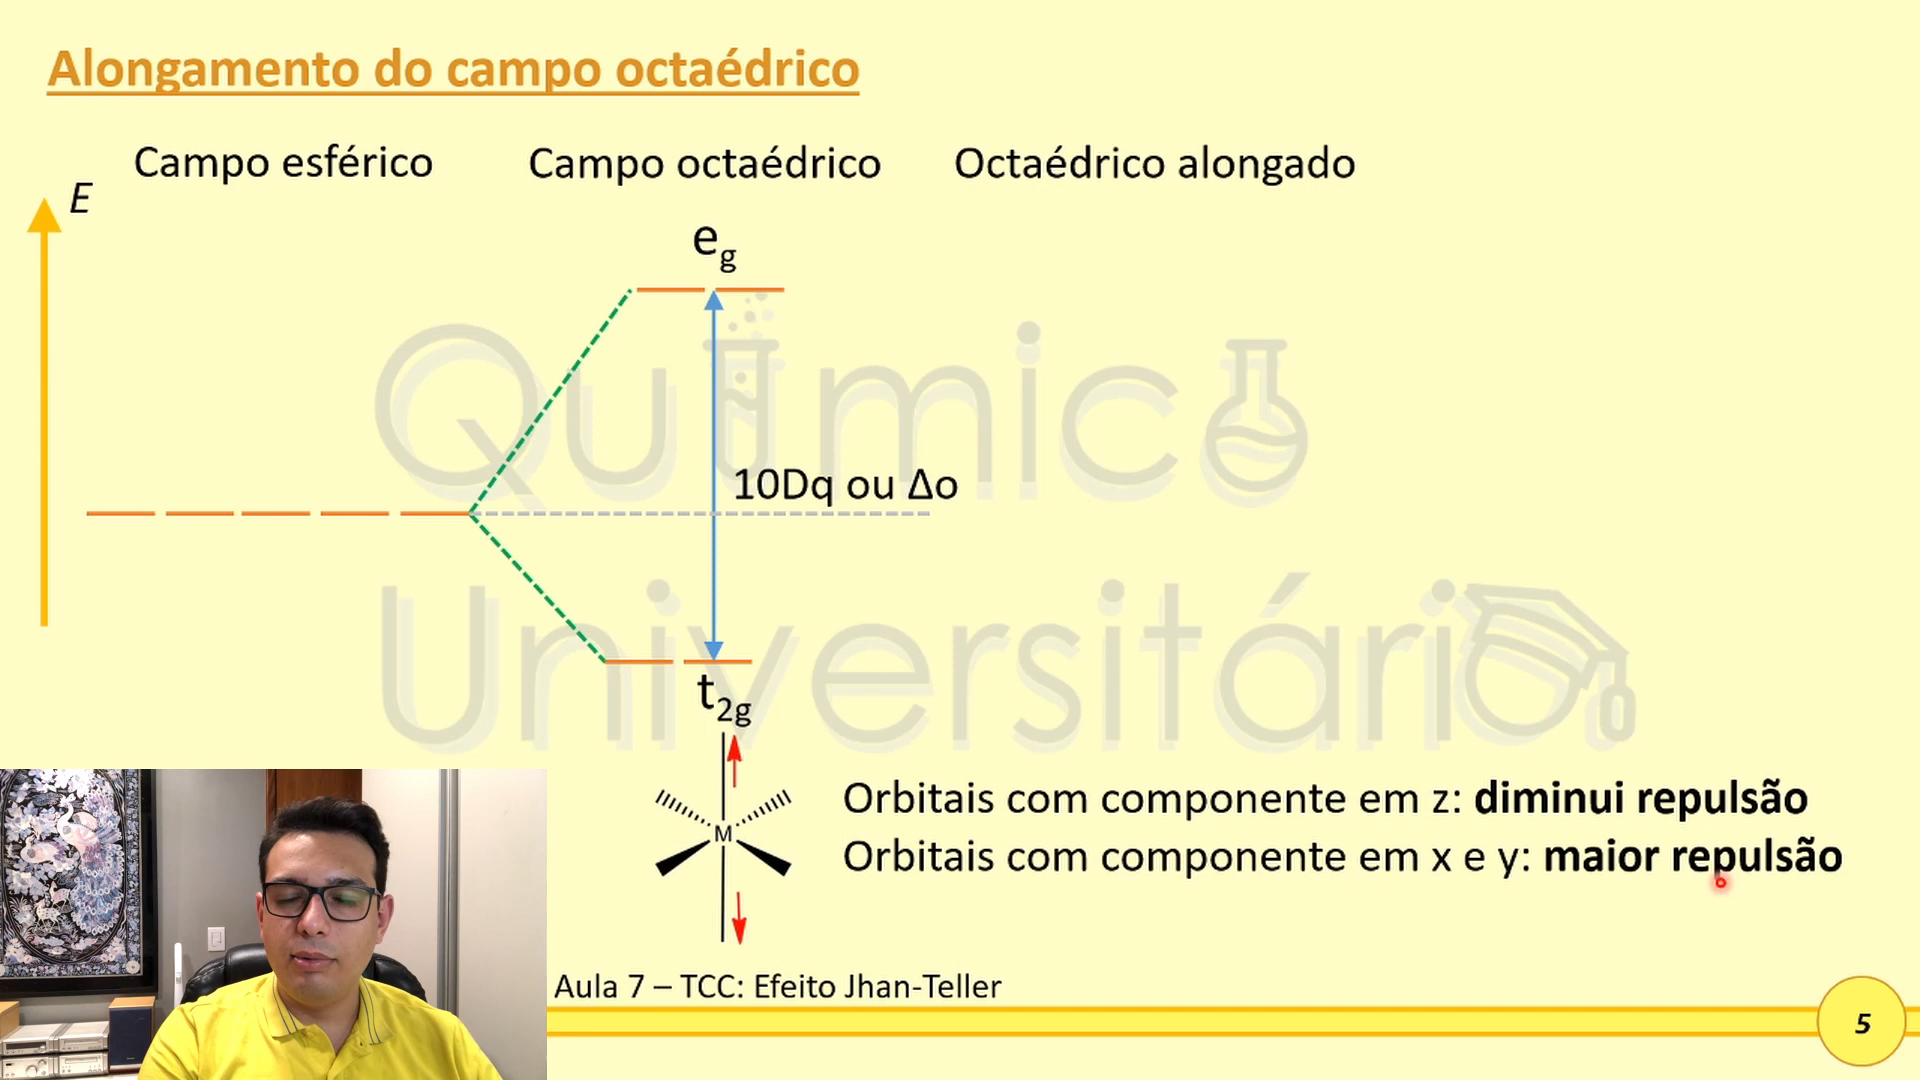 Alongamento do campo octaédrico
Campo esférico Campo octaédrico Octaédrico alongado
E
eg
10Dq ou Δo
Químico
Universitário
t2g
M
Orbitais com componente em z: diminui repulsão
Orbitais com componente em x e y: maior repulsão
Aula 7 – TCC: Efeito Jhan-Teller
5